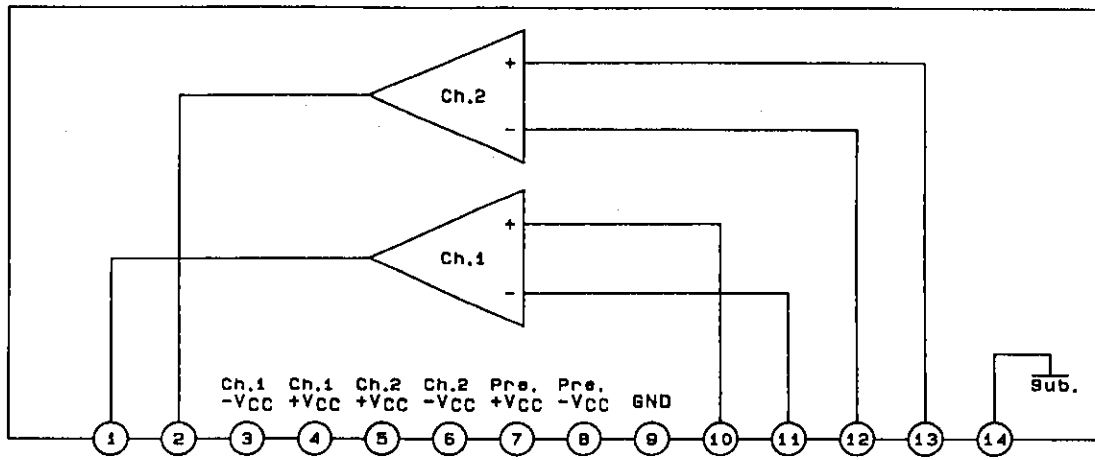 +
Ch.2
-
+
Ch.1
-
Ch.1 Ch.1 Ch.2 Ch.2 Pre. Pre.
-VCC +VCC +VCC -VCC +VCC -VCC GND
Sub.
1 2 3 4 5 6 7 8 9 10 11 12 13 14